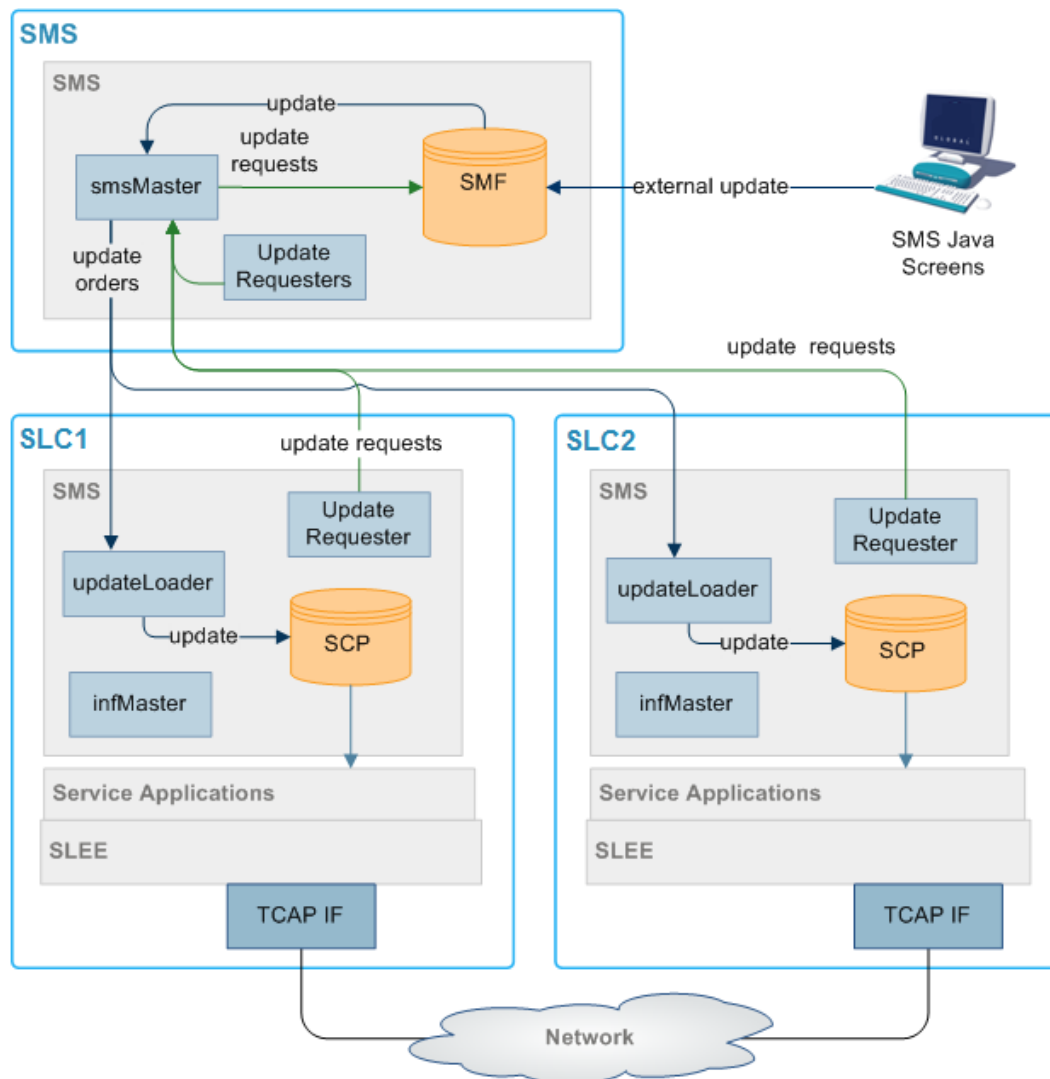 SMS
SMS
update
update
requests
smsMaster
SMF
external update
GLOBAL
SMS Java
Screens
update
orders
Update
Requesters
update requests
SLC1
update requests
SLC2
SMS
Update
Requester
updateLoader
update
SCP
infMaster
Service Applications
SLEE
TCAP IF
SMS
Update
Requester
updateLoader
update
SCP
infMaster
Service Applications
SLEE
TCAP IF
Network